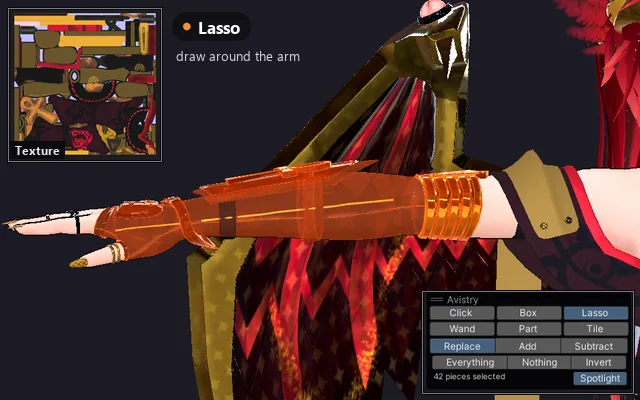 Lasso
draw around the arm
Texture
Avistry
Click Box Lasso
Wand Part Tile
Replace Add Subtract
Everything Nothing Invert
42 pieces selected Spotlight